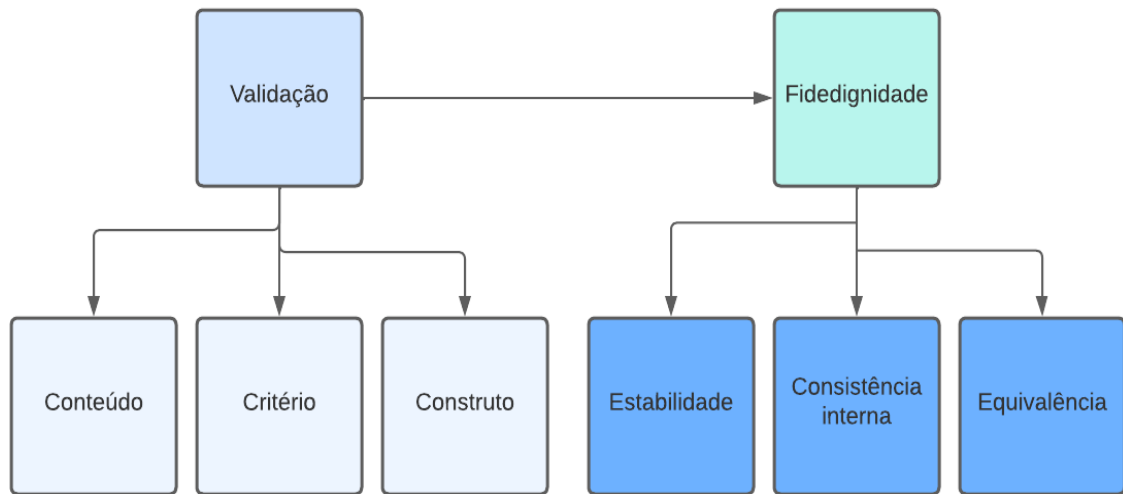 Validação
Fidedignidade
Conteúdo
Critério
Construto
Estabilidade
Consistência
interna
Equivalência